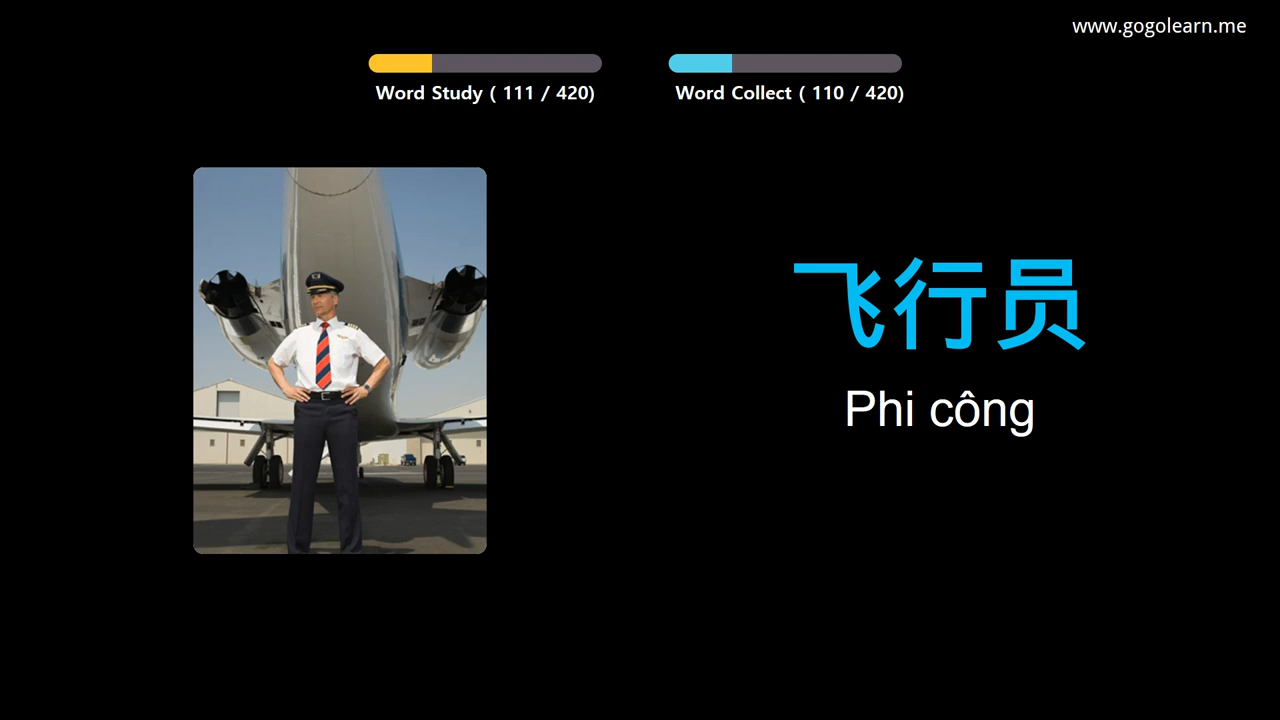 www.gogolearn.me
Word Study ( 111 / 420)
Word Collect ( 110 / 420)
飞行员
Phi công